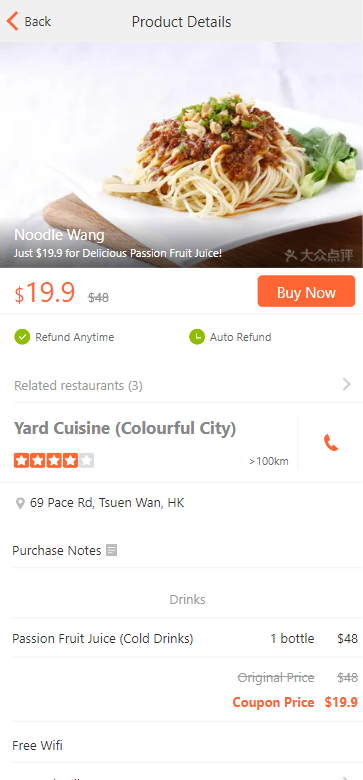 Back
Product Details
Noodle Wang
Just $19.9 for Delicious Passion Fruit Juice!
大众点评
$19.9 $48
Buy Now
Refund Anytime
Auto Refund
Related restaurants (3)
Yard Cuisine (Colourful City)
>100km
69 Pace Rd, Tsuen Wan, HK
Purchase Notes
Drinks
Passion Fruit Juice (Cold Drinks) 1 bottle $48
Original Price $48
Coupon Price $19.9
Free Wifi